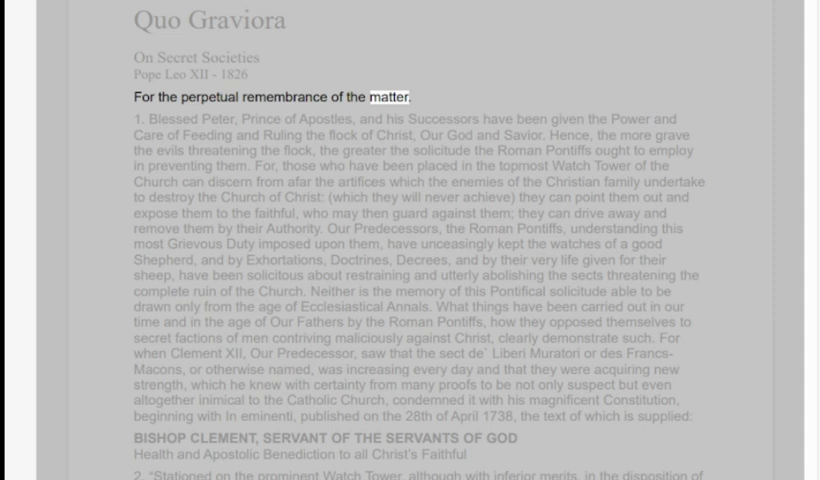 Quo Graviora
On Secret Societies
Pope Leo XII - 1826
For the perpetual remembrance of the matter.
1. Blessed Peter, Prince of Apostles, and his Successors have been given the Power and
Care of Feeding and Ruling the flock of Christ, Our God and Savior. Hence, the more grave
the evils threatening the flock, the greater the solicitude the Roman Pontiffs ought to employ
in preventing them. For, those who have been placed in the topmost Watch Tower of the
Church can discern from afar the artifices which the enemies of the Christian family undertake
to destroy the Church of Christ: (which they will never achieve) they can point them out and
expose them to the faithful, who may then guard against them; they can drive away and
remove them by their Authority. Our Predecessors, the Roman Pontiffs, understanding this
most Grievous Duty imposed upon them, have unceasingly kept the watches of a good
Shepherd, and by Exhortations, Doctrines, Decrees, and by their very life given for their
sheep, have been solicitous about restraining and utterly abolishing the sects threatening the
complete ruin of the Church. Neither is the memory of this Pontifical solicitude able to be
drawn only from the age of Ecclesiastical Annals. What things have been carried out in our
time and in the age of Our Fathers by the Roman Pontiffs, how they opposed themselves to
secret factions of men contriving maliciously against Christ, clearly demonstrate such. For
when Clement XII, Our Predecessor, saw that the sect de` Liberi Muratori or des Francs-
Macons, or otherwise named, was increasing every day and that they were acquiring new
strength, which he knew with certainty from many proofs to be not only suspect but even
altogether inimical to the Catholic Church, condemned it with his magnificent Constitution,
beginning with In eminenti, published on the 28th of April 1738, the text of which is supplied:
BISHOP CLEMENT, SERVANT OF THE SERVANTS OF GOD
Health and Apostolic Benediction to all Christ's Faithful
2. "Stationed on the prominent Watch Tower, although with inferior merits, in the disposition of